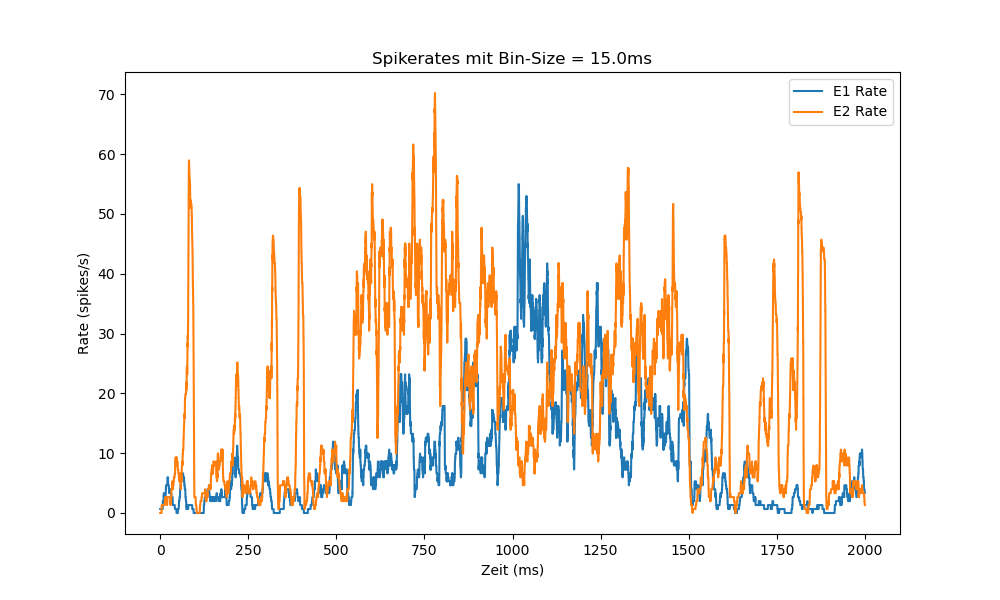 Spikerates mit Bin-Size = 15.0ms
E1 Rate
E2 Rate
Rate (spikes/s)
70
60
50
40
30
20
10
0
0 250 500 750 1000 1250 1500 1750 2000
Zeit (ms)